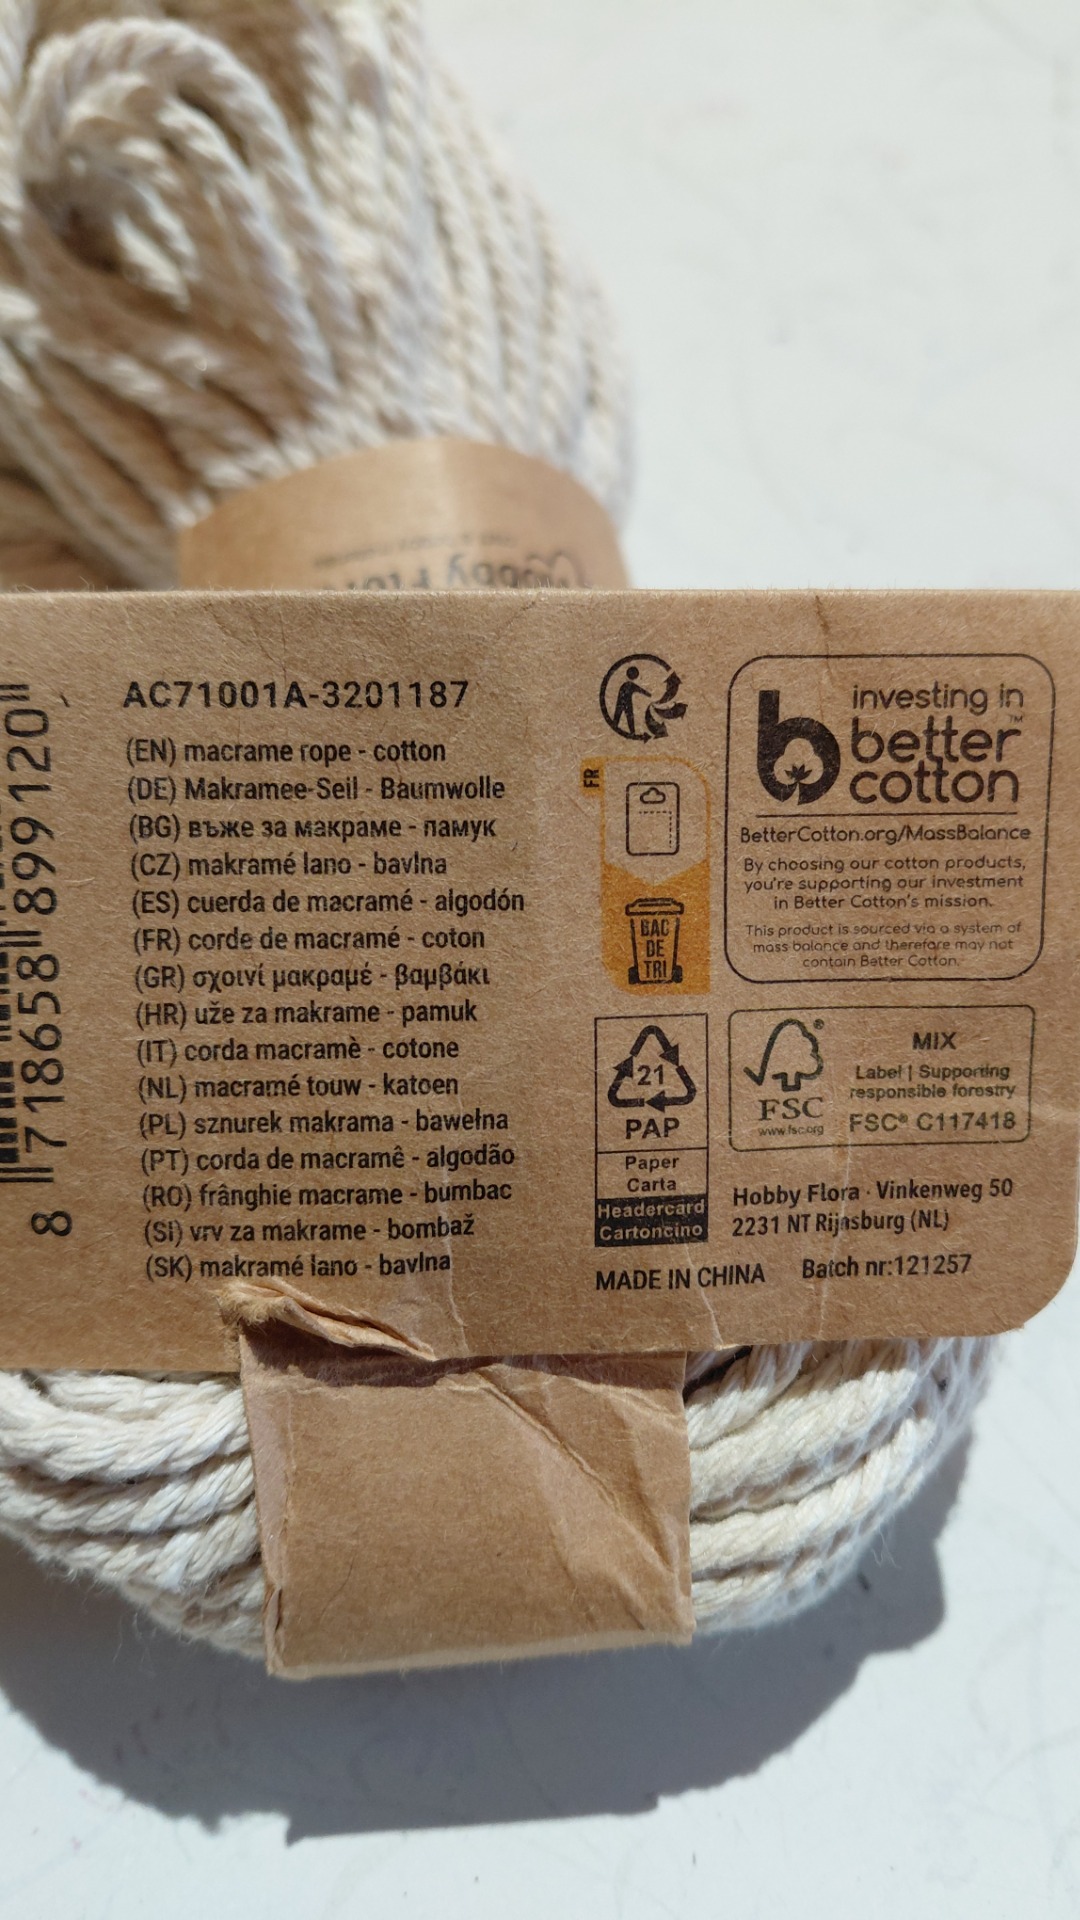 Hobby Flora
8 718658 899120
AC71001A-3201187
(EN) macrame rope - cotton
(DE) Makramee-Seil - Baumwolle
(BG) въже за макраме - памук
(CZ) makramé lano - bavlna
(ES) cuerda de macramé - algodón
(FR) corde de macramé - coton
(GR) σχοινί μακραμέ - βαμβάκι
(HR) uže za makrame - pamuk
(IT) corda macramè - cotone
(NL) macramé touw - katoen
(PL) sznurek makrama - bawełna
(PT) corda de macramê - algodão
(RO) frânghie macrame - bumbac
(SI) vrv za makrame - bombaž
(SK) makramé lano - bavlna
FR
BAC
DE
TRI
21
PAP
Paper
Carta
Headercard
Cartoncino
MADE IN CHINA
investing in
better
cotton™
BetterCotton.org/MassBalance
By choosing our cotton products,
you're supporting our investment
in Better Cotton's mission.
This product is sourced via a system of
mass balance and therefore may not
contain Better Cotton.
FSC
www.fsc.org
MIX
Label | Supporting
responsible forestry
FSC® C117418
Hobby Flora · Vinkenweg 50
2231 NT Rijnsburg (NL)
Batch nr:121257